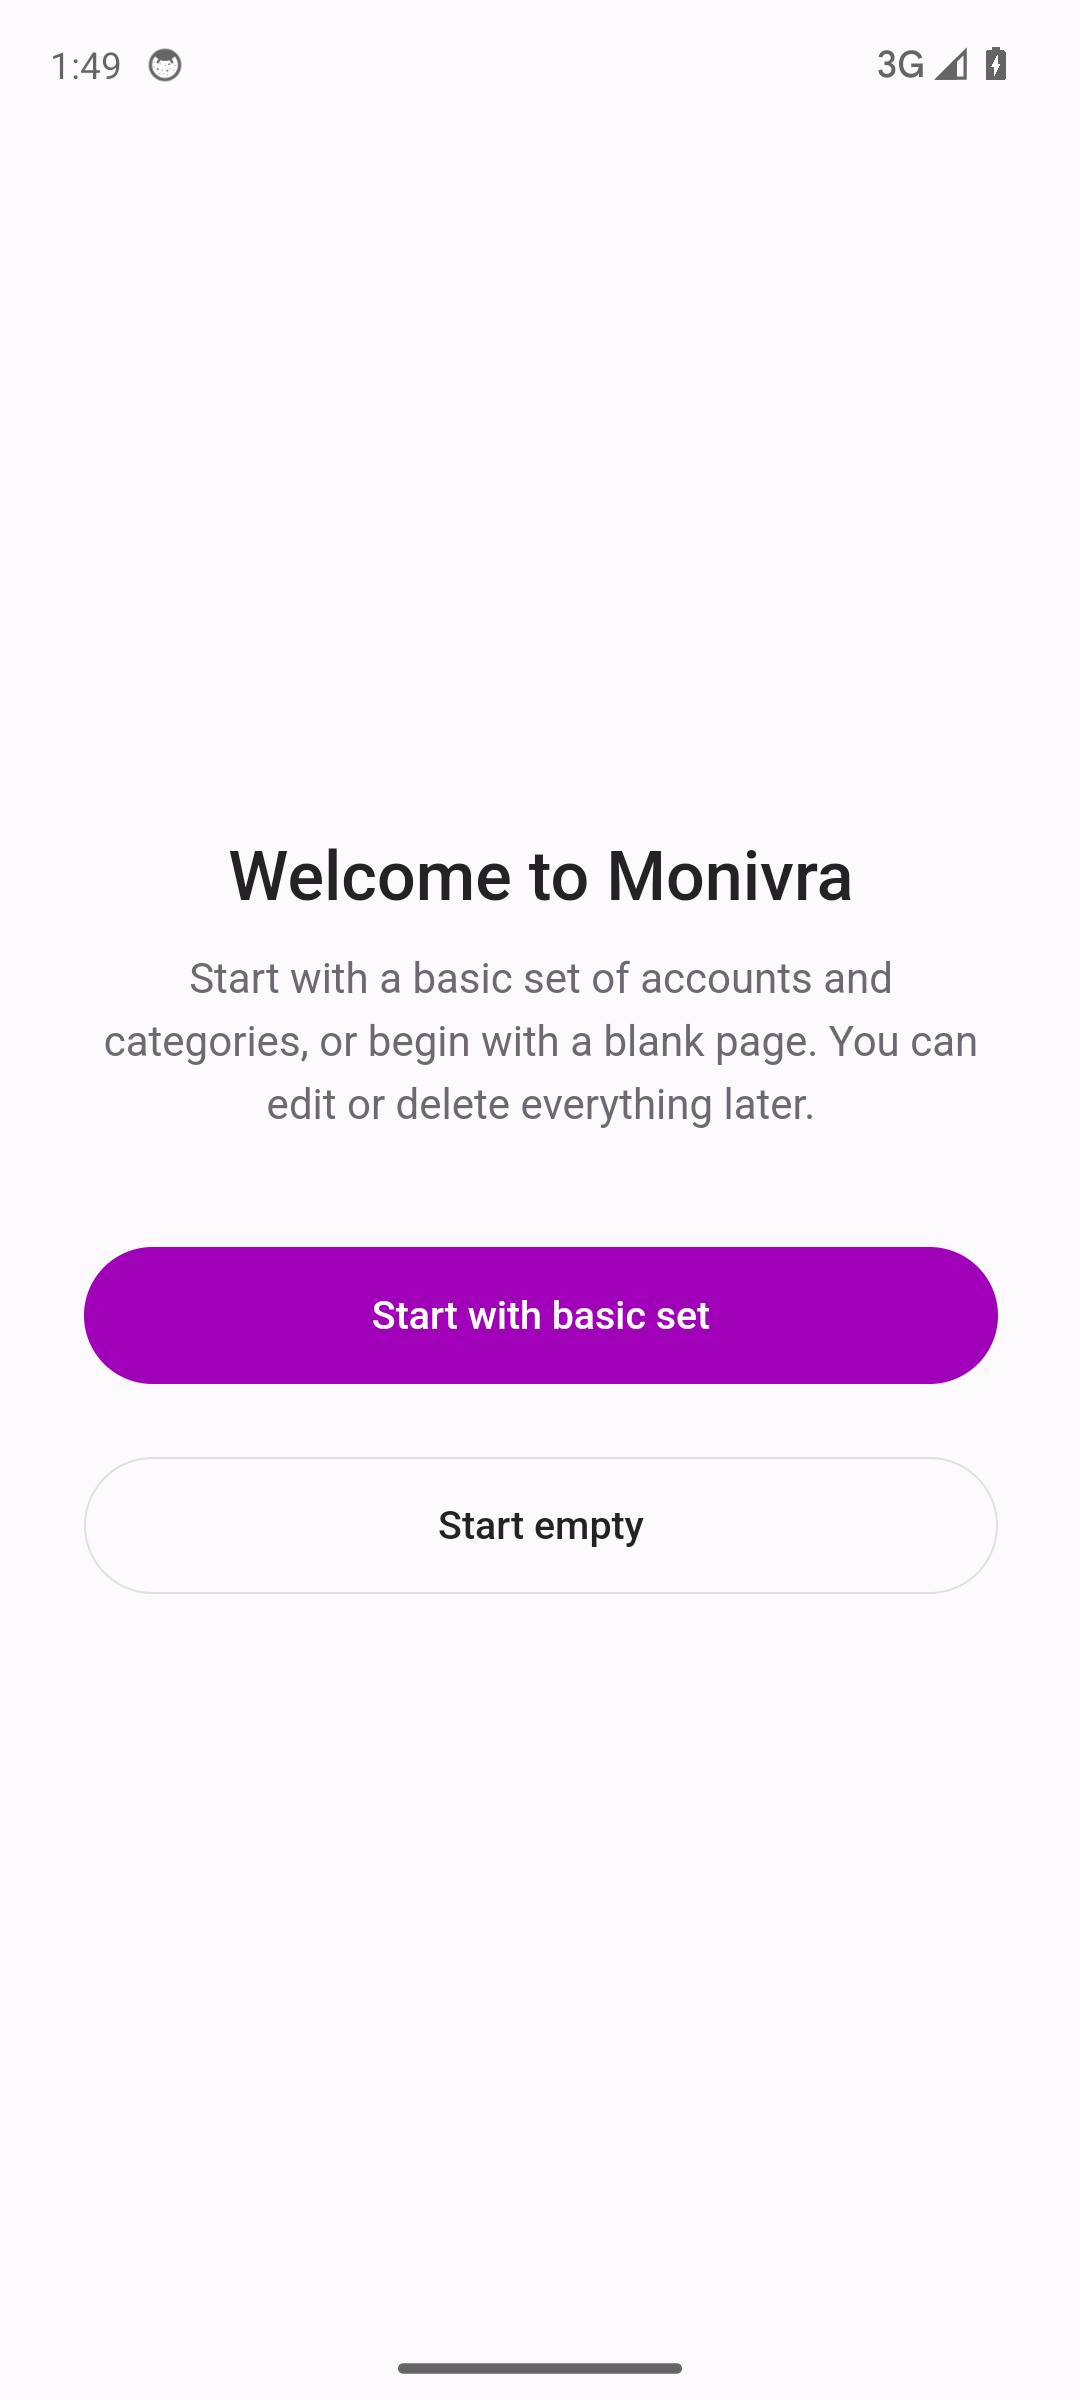 1:49
3G
Welcome to Monivra
Start with a basic set of accounts and
categories, or begin with a blank page. You can
edit or delete everything later.
Start with basic set
Start empty